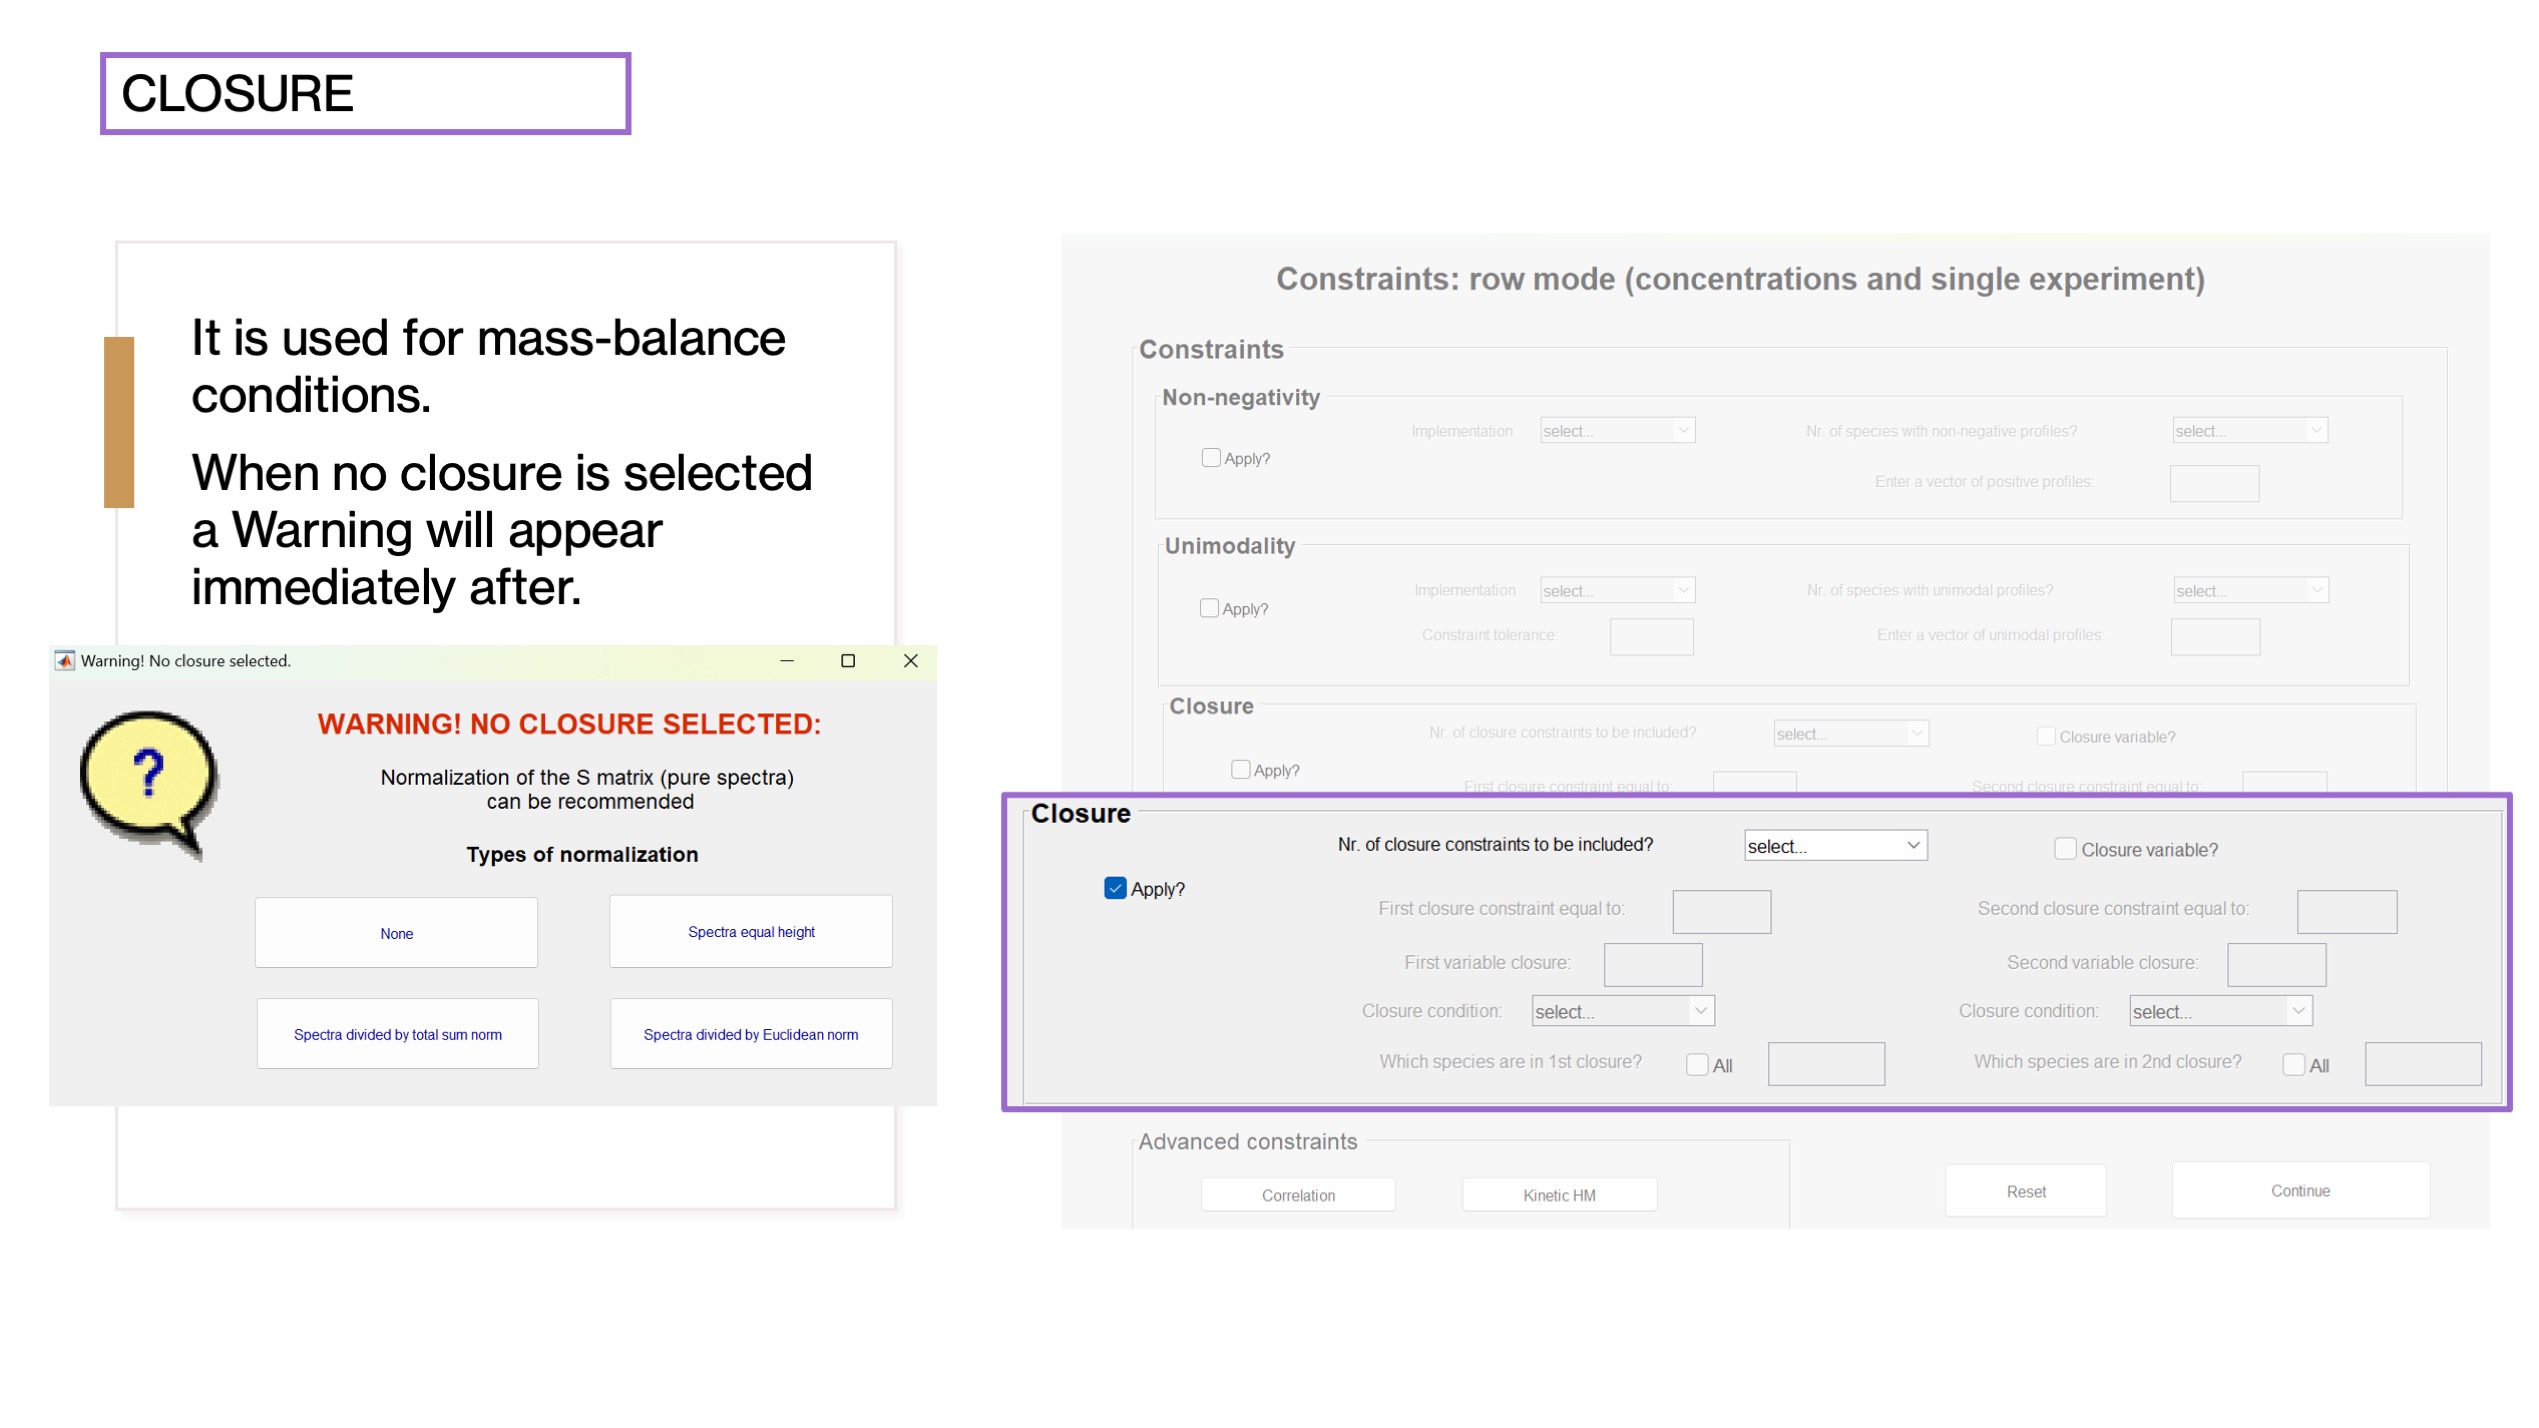 CLOSURE
It is used for mass-balance
conditions.
When no closure is selected
a Warning will appear
immediately after.
Warning! No closure selected.
?
WARNING! NO CLOSURE SELECTED:
Normalization of the S matrix (pure spectra)
can be recommended
Types of normalization
None
Spectra equal height
Spectra divided by total sum norm
Spectra divided by Euclidean norm
Constraints: row mode (concentrations and single experiment)
Constraints
Non-negativity
Implementation select... Nr. of species with non-negative profiles? select...
Apply?
Enter a vector of positive profiles:
Unimodality
Implementation select... Nr. of species with unimodal profiles? select...
Apply?
Constraint tolerance: Enter a vector of unimodal profiles:
Closure
Nr. of closure constraints to be included? select... Closure variable?
Apply?
First closure constraint equal to: Second closure constraint equal to:
Closure
Nr. of closure constraints to be included? select... Closure variable?
Apply?
First closure constraint equal to: Second closure constraint equal to:
First variable closure: Second variable closure:
Closure condition: select... Closure condition: select...
Which species are in 1st closure? All Which species are in 2nd closure? All
Advanced constraints
Correlation Kinetic HM Reset Continue